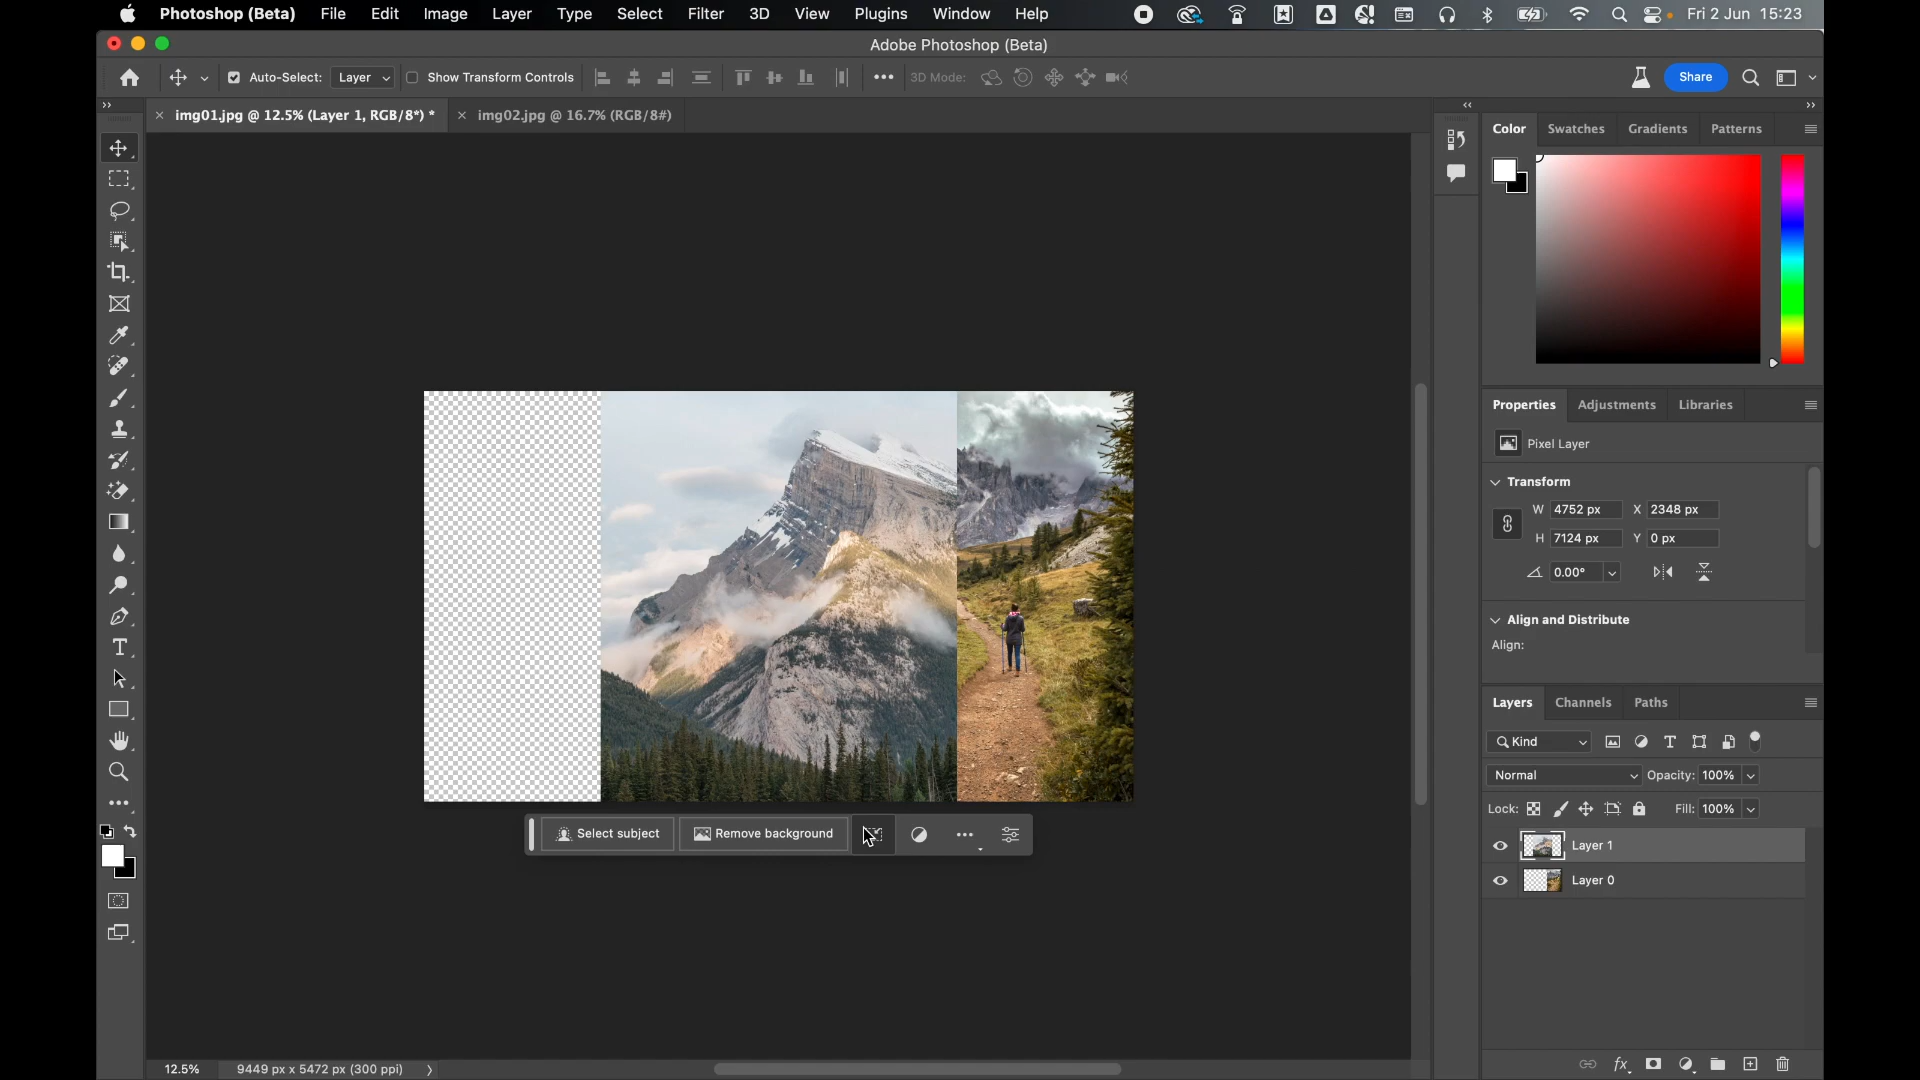 Photoshop (Beta) File Edit Image Layer Type Select Filter 3D View Plugins Window Help Fri 2 Jun 15:23
Adobe Photoshop (Beta)
Auto-Select: Layer Show Transform Controls 3D Mode: Share
img01.jpg @ 12.5% (Layer 1, RGB/8*) * img02.jpg @ 16.7% (RGB/8#)
Color Swatches Gradients Patterns
Properties Adjustments Libraries
Pixel Layer
Transform
W 4752 px X 2348 px
H 7124 px Y 0 px
0.00°
Align and Distribute
Align:
Layers Channels Paths
Kind
Normal Opacity: 100%
Lock: Fill: 100%
Layer 1
Layer 0
Select subject Remove background
12.5% 9449 px x 5472 px (300 ppi)